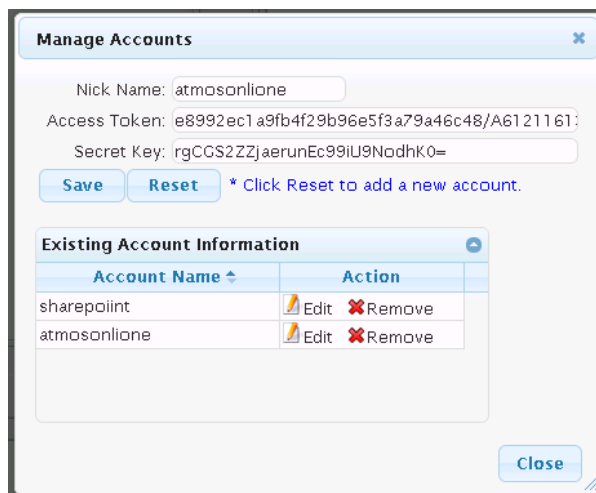 Manage Accounts
Nick Name: atmosonlione
Access Token: e8992ec1a9fb4f29b96e5f3a79a46c48/A6121161
Secret Key: rgCGS2ZZjaerunEc99iU9NodhK0=
Save Reset * Click Reset to add a new account.
Existing Account Information
Account Name Action
sharepoiint Edit Remove
atmosonlione Edit Remove
Close